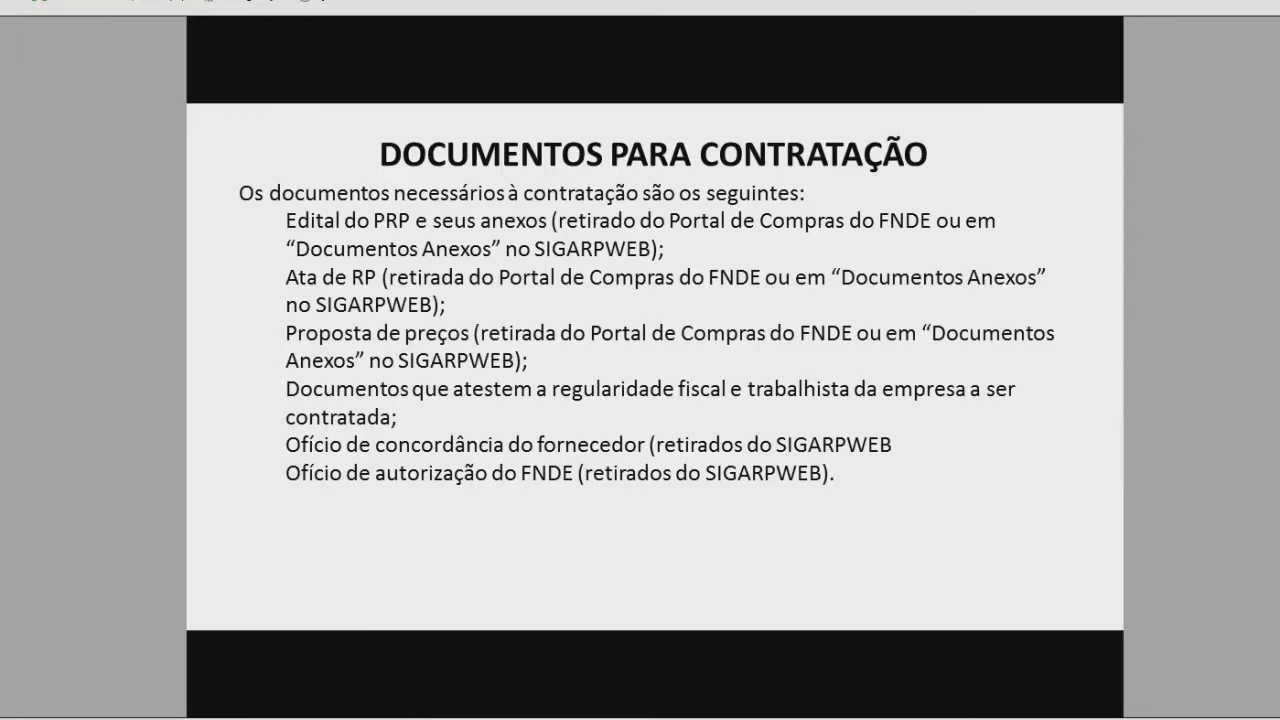 DOCUMENTOS PARA CONTRATAÇÃO
Os documentos necessários à contratação são os seguintes:
Edital do PRP e seus anexos (retirado do Portal de Compras do FNDE ou em
“Documentos Anexos” no SIGARPWEB);
Ata de RP (retirada do Portal de Compras do FNDE ou em “Documentos Anexos”
no SIGARPWEB);
Proposta de preços (retirada do Portal de Compras do FNDE ou em “Documentos
Anexos” no SIGARPWEB);
Documentos que atestem a regularidade fiscal e trabalhista da empresa a ser
contratada;
Ofício de concordância do fornecedor (retirados do SIGARPWEB
Ofício de autorização do FNDE (retirados do SIGARPWEB).